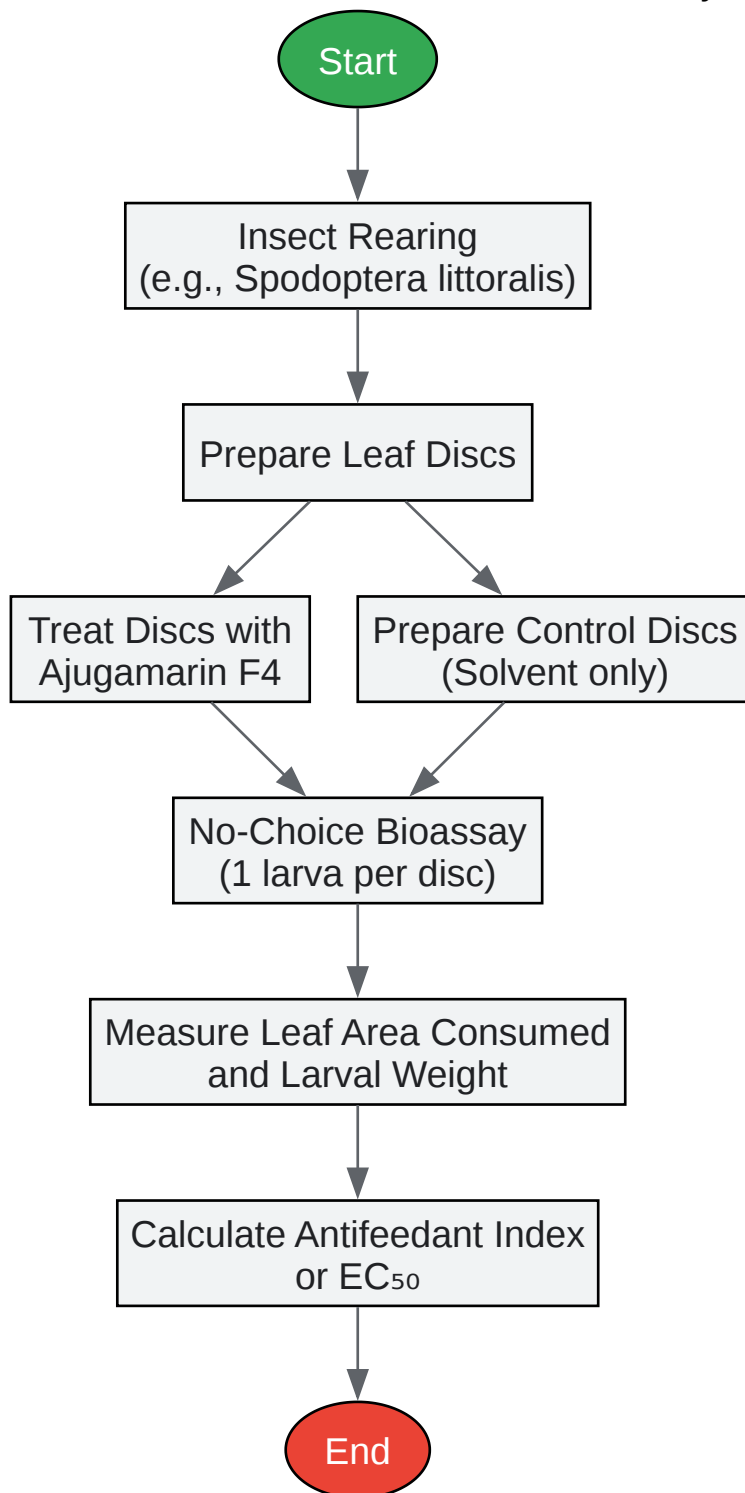 Start
Insect Rearing
(e.g., Spodoptera littoralis)
Prepare Leaf Discs
Treat Discs with
Ajugamarin F4
Prepare Control Discs
(Solvent only)
No-Choice Bioassay
(1 larva per disc)
Measure Leaf Area Consumed
and Larval Weight
Calculate Antifeedant Index
or EC₅₀
End